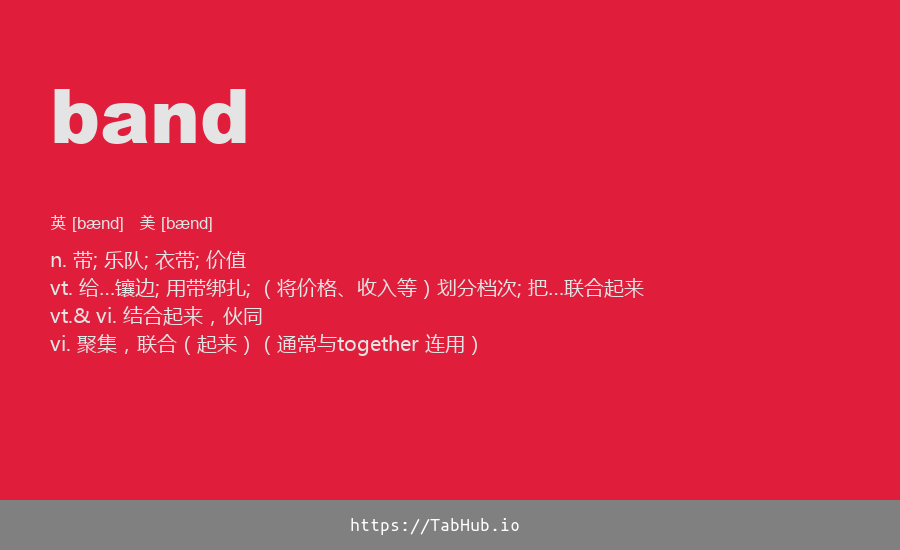 band
英 [bænd] 美 [bænd]
n. 带; 乐队; 衣带; 价值
vt. 给...镶边; 用带绑扎; （将价格、收入等）划分档次; 把...联合起来
vt.& vi. 结合起来，伙同
vi. 聚集，联合（起来）（通常与together 连用）
https://TabHub.io